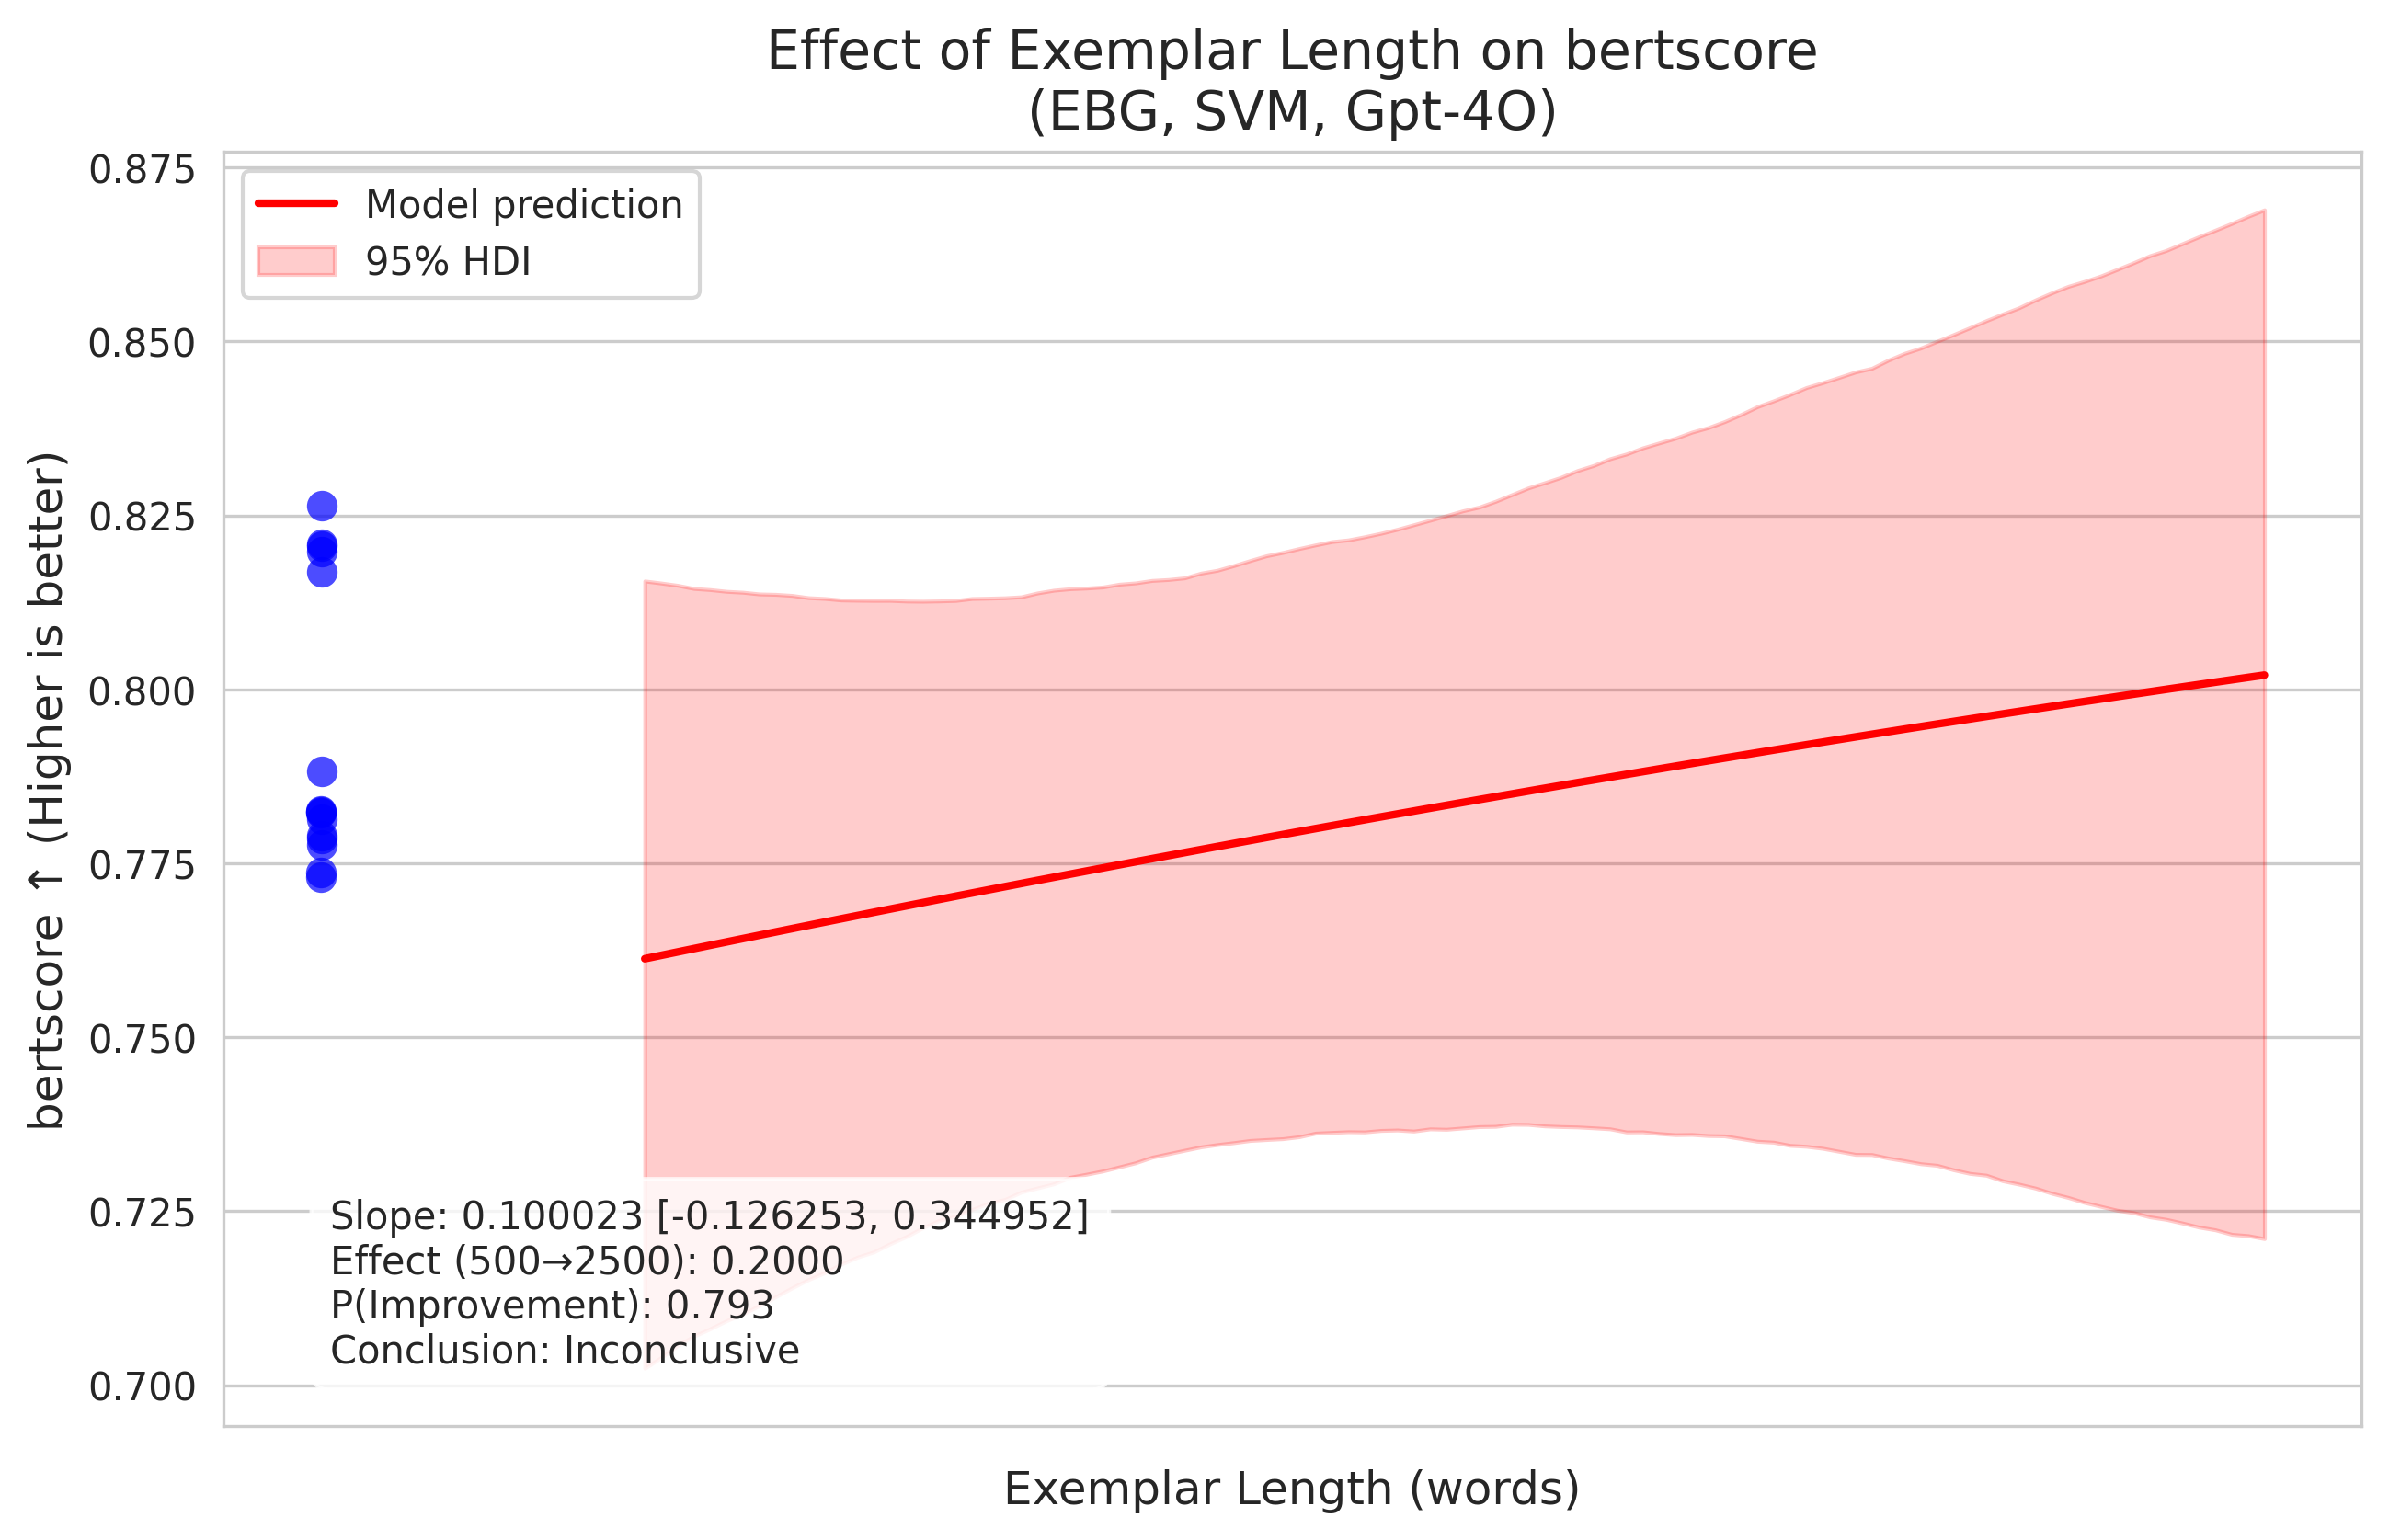 Effect of Exemplar Length on bertscore
(EBG, SVM, Gpt-4O)
Model prediction
95% HDI
bertscore ↑ (Higher is better)
0.875
0.850
0.825
0.800
0.775
0.750
0.725
0.700
Slope: 0.100023 [-0.126253, 0.344952]
Effect (500→2500): 0.2000
P(Improvement): 0.793
Conclusion: Inconclusive
Exemplar Length (words)